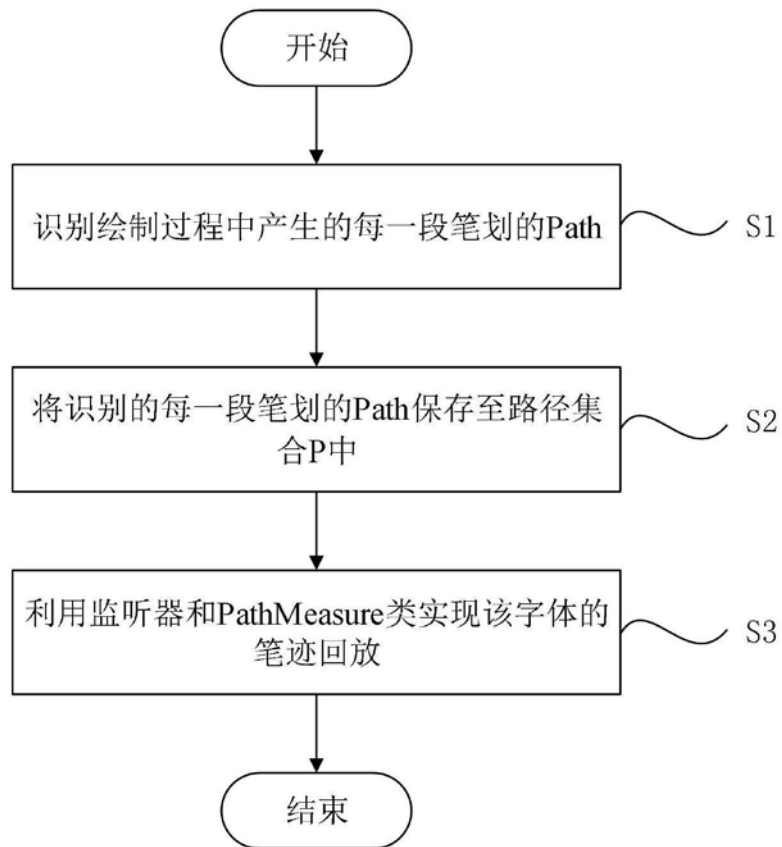 开始
识别绘制过程中产生的每一段笔划的Path
S1
将识别的每一段笔划的Path保存至路径集
合P中
S2
利用监听器和PathMeasure类实现该字体的
笔迹回放
S3
结束